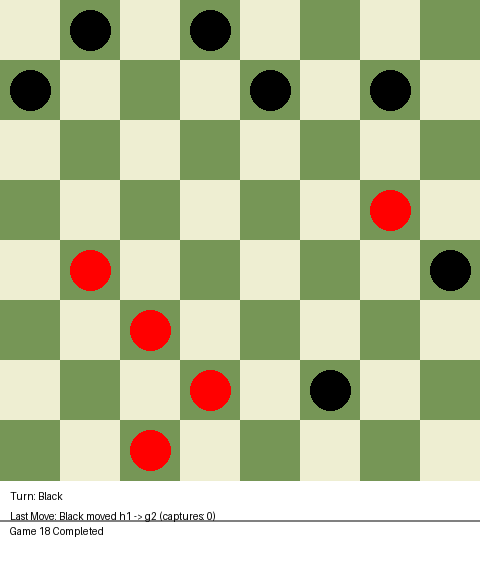 Turn: Black
Last Move: Black moved h1 -> g2 (captures: 0)
Game 18 Completed